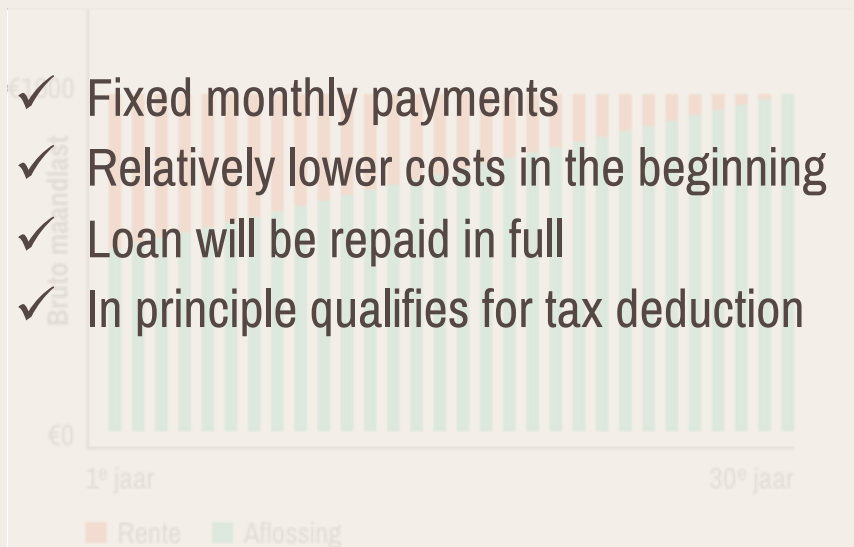 €1000
✓ Fixed monthly payments
✓ Relatively lower costs in the beginning
✓ Loan will be repaid in full
✓ In principle qualifies for tax deduction
Bruto maandlast
€0
1ᵉ jaar
30ᵉ jaar
Rente
Aflossing